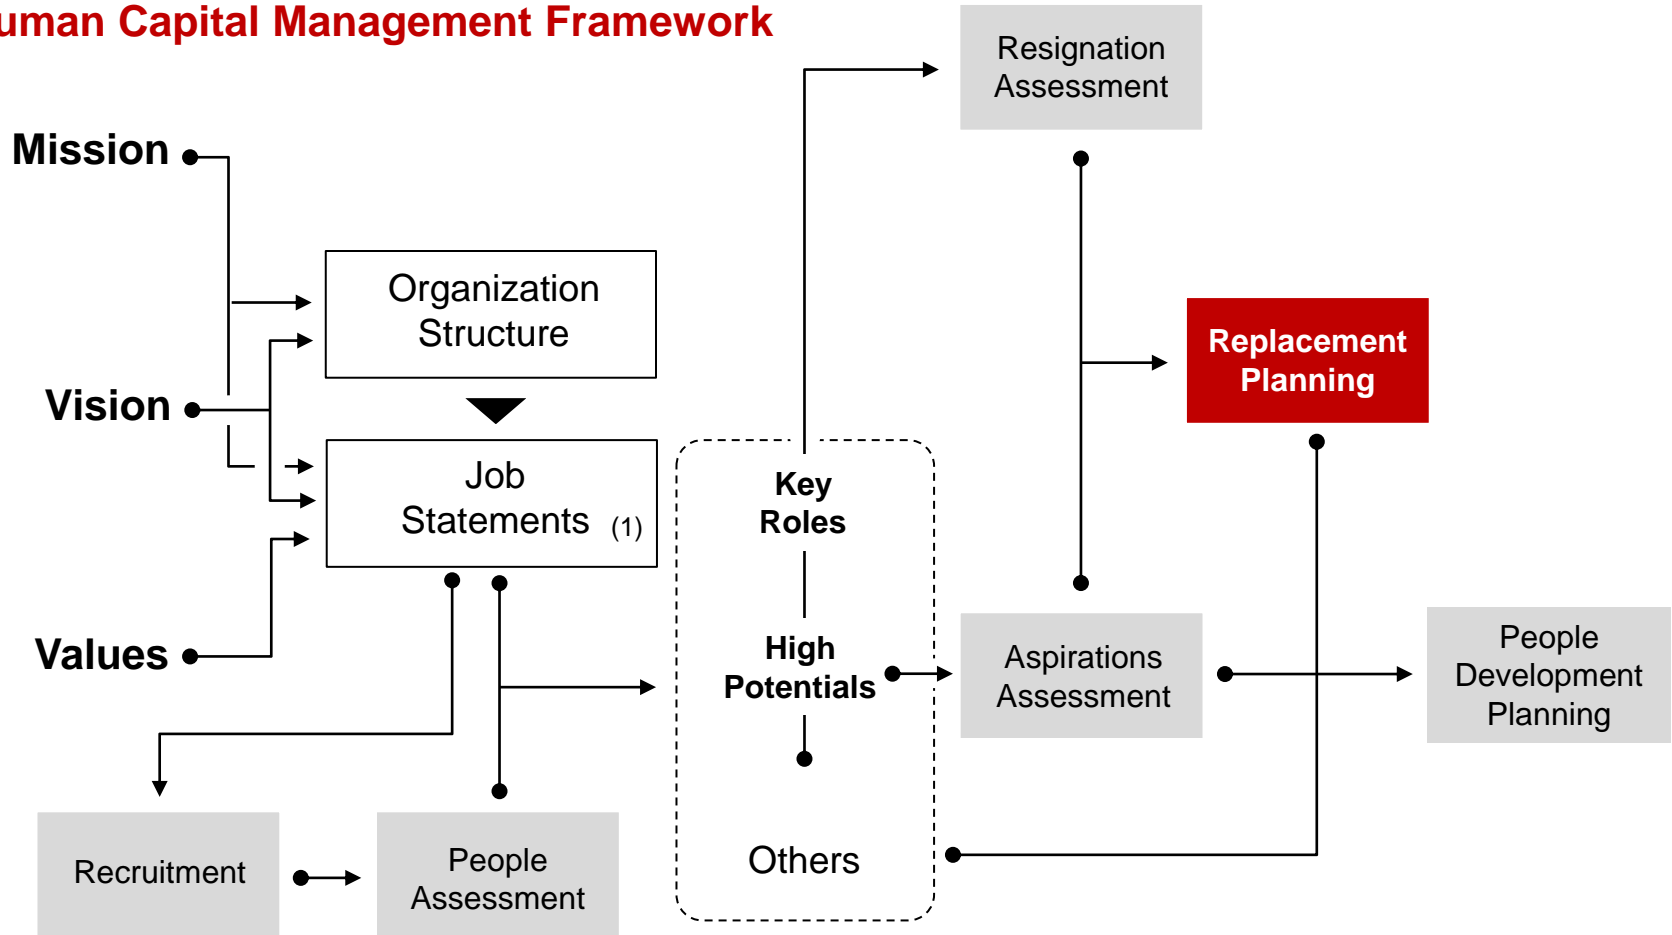 uman Capital Management Framework
Resignation
Assessment
Mission
Organization
Structure
Replacement
Planning
Vision
Job
Statements (1)
Key
Roles
Values
High
Potentials
Aspirations
Assessment
People
Development
Planning
Recruitment
People
Assessment
Others